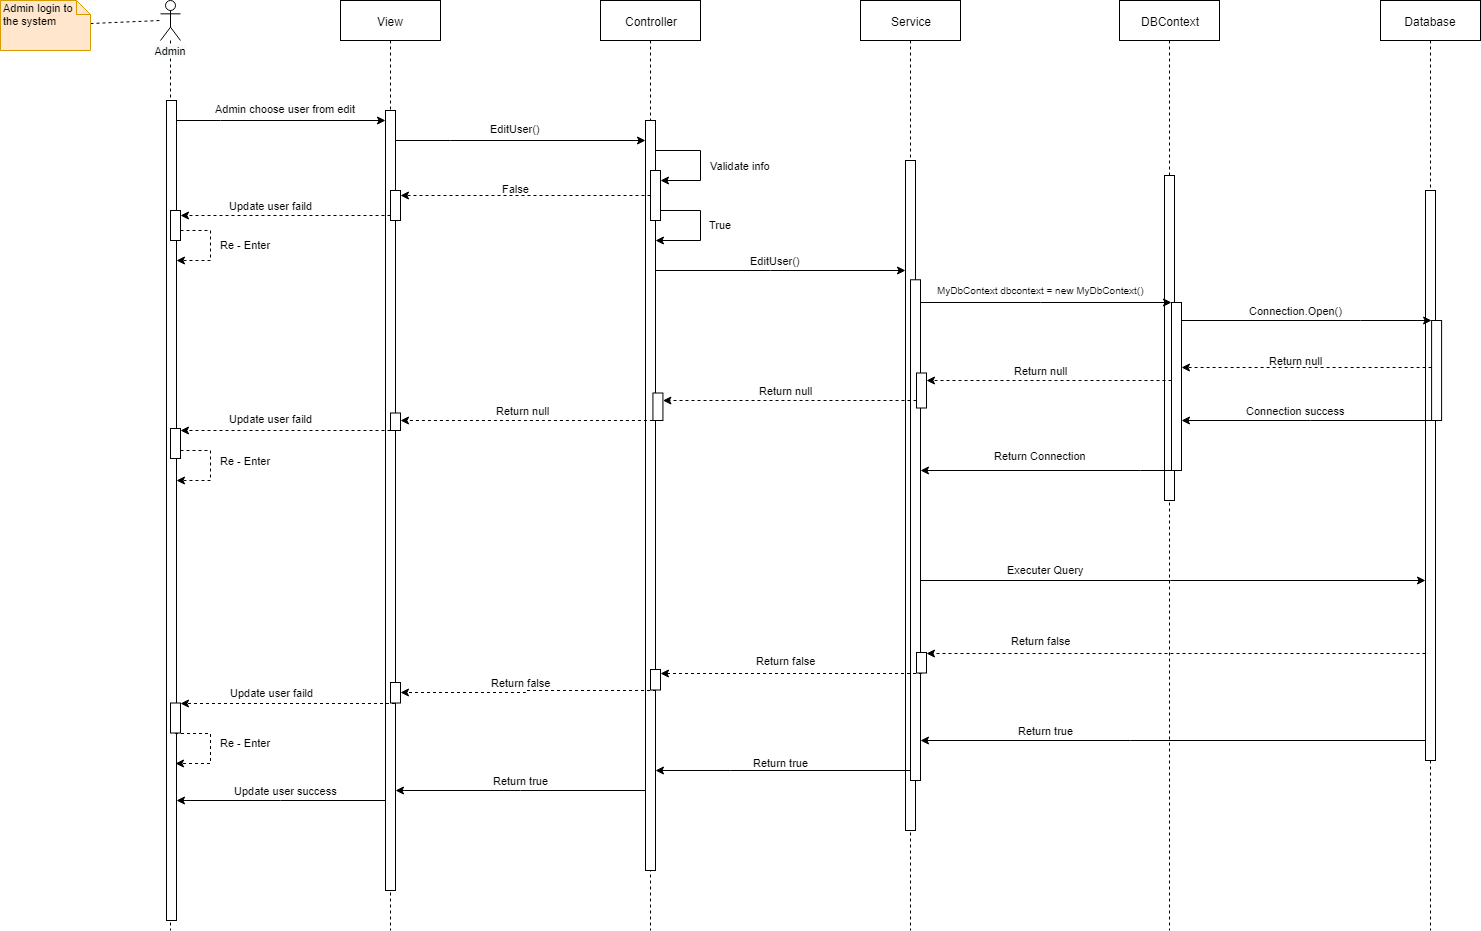 Admin login to
the system
Admin
View
Controller
Service
DBContext
Database
Admin choose user from edit
EditUser()
Validate info
False
Update user faild
True
Re - Enter
EditUser()
MyDbContext dbcontext = new MyDbContext()
Connection.Open()
Return null
Return null
Return null
Return null
Connection success
Update user faild
Return Connection
Re - Enter
Executer Query
Return false
Return false
Return false
Update user faild
Return true
Re - Enter
Return true
Return true
Update user success